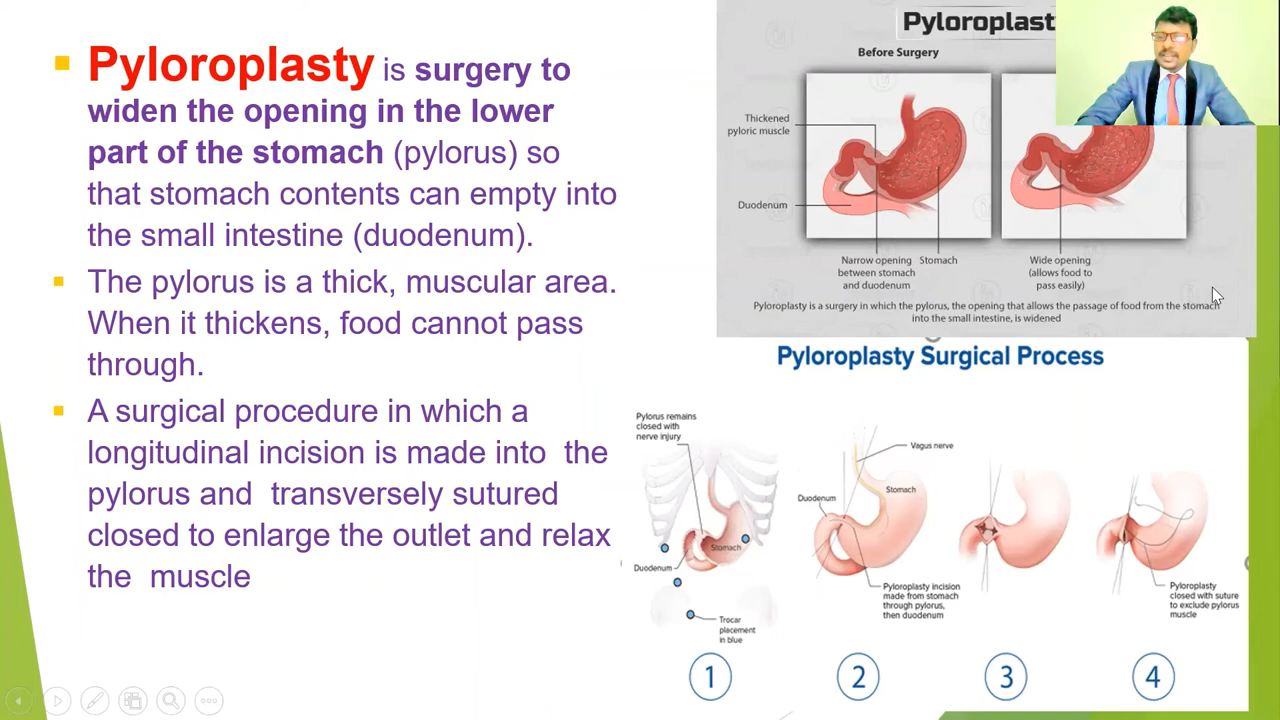 Pyloroplasty is surgery to
widen the opening in the lower
part of the stomach (pylorus) so
that stomach contents can empty into
the small intestine (duodenum).
The pylorus is a thick, muscular area.
When it thickens, food cannot pass
through.
A surgical procedure in which a
longitudinal incision is made into the
pylorus and transversely sutured
closed to enlarge the outlet and relax
the muscle
Before Surgery
Thickened
pyloric muscle
Duodenum
Narrow opening
between stomach
and duodenum
Stomach
Wide opening
(allows food to
pass easily)
Pyloroplasty is a surgery in which the pylorus, the opening that allows the passage of food from the stomach
into the small intestine, is widened
Pyloroplasty Surgical Process
Pylorus remains
closed with
nerve injury
Stomach
Duodenum
Trocar
placement
in blue
1
Vagus nerve
Duodenum
Stomach
Pyloroplasty incision
made from stomach
through pylorus,
then duodenum
2
3
Pyloroplasty
closed with suture
to exclude pylorus
muscle
4